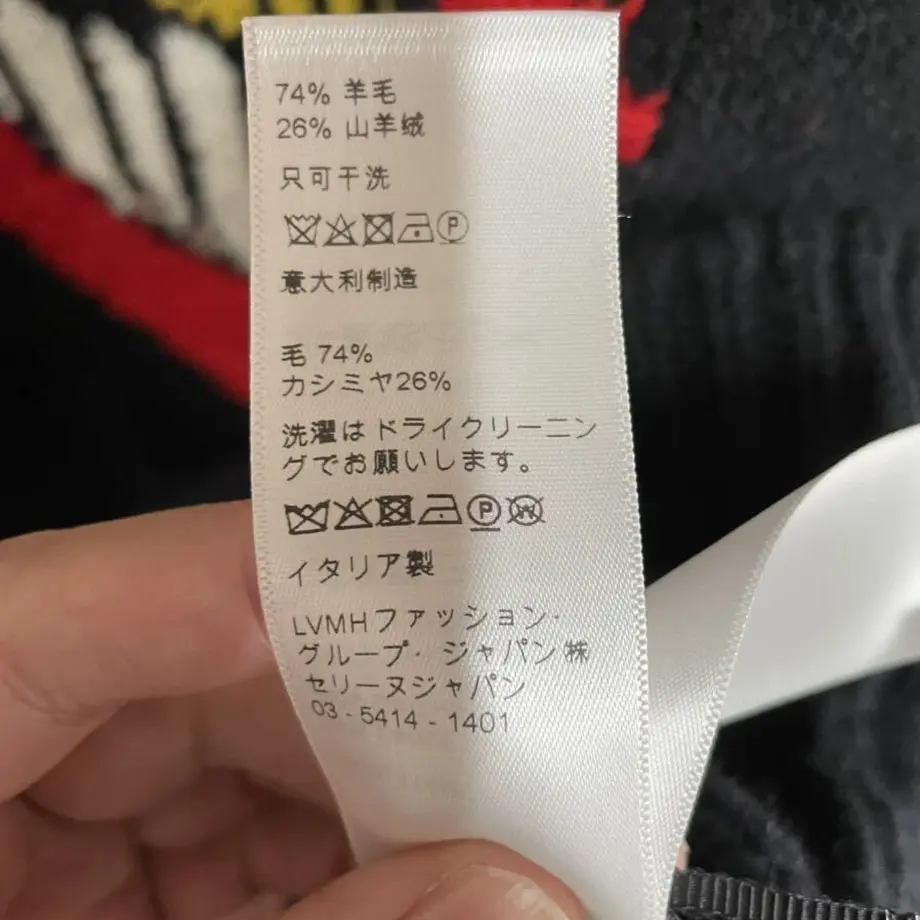 74% 羊毛
26% 山羊绒
只可干洗
P
意大利制造
毛 74%
カシミヤ26%
洗濯はドライクリーニン
グでお願いします。
P W
イタリア製
LVMHファッション・
グループ・ジャパン㈱
セリーヌジャパン
03 - 5414 - 1401